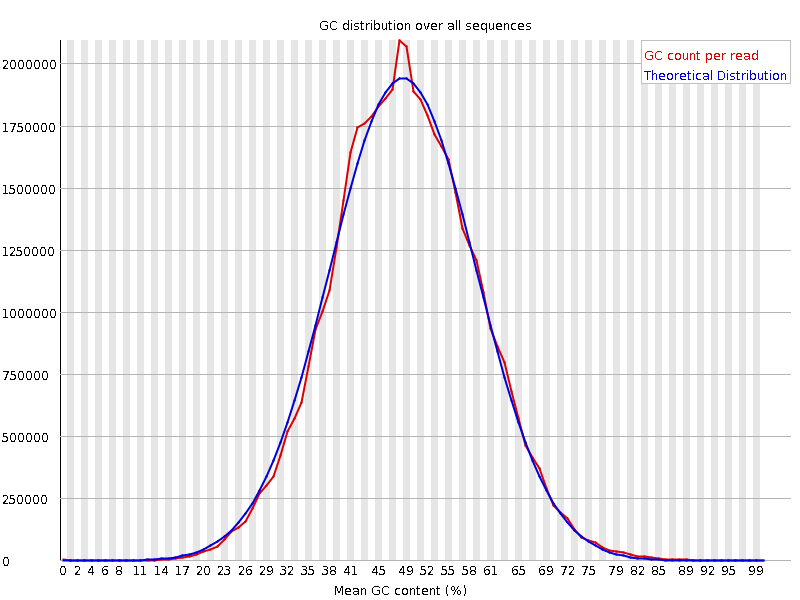 GC distribution over all sequences
GC count per read
Theoretical Distribution
2000000
1750000
1500000
1250000
1000000
750000
500000
250000
0
0 2 4 6 8 11 14 17 20 23 26 29 32 35 38 41 45 49 52 55 58 61 65 69 72 75 79 82 85 89 92 95 99
Mean GC content (%)